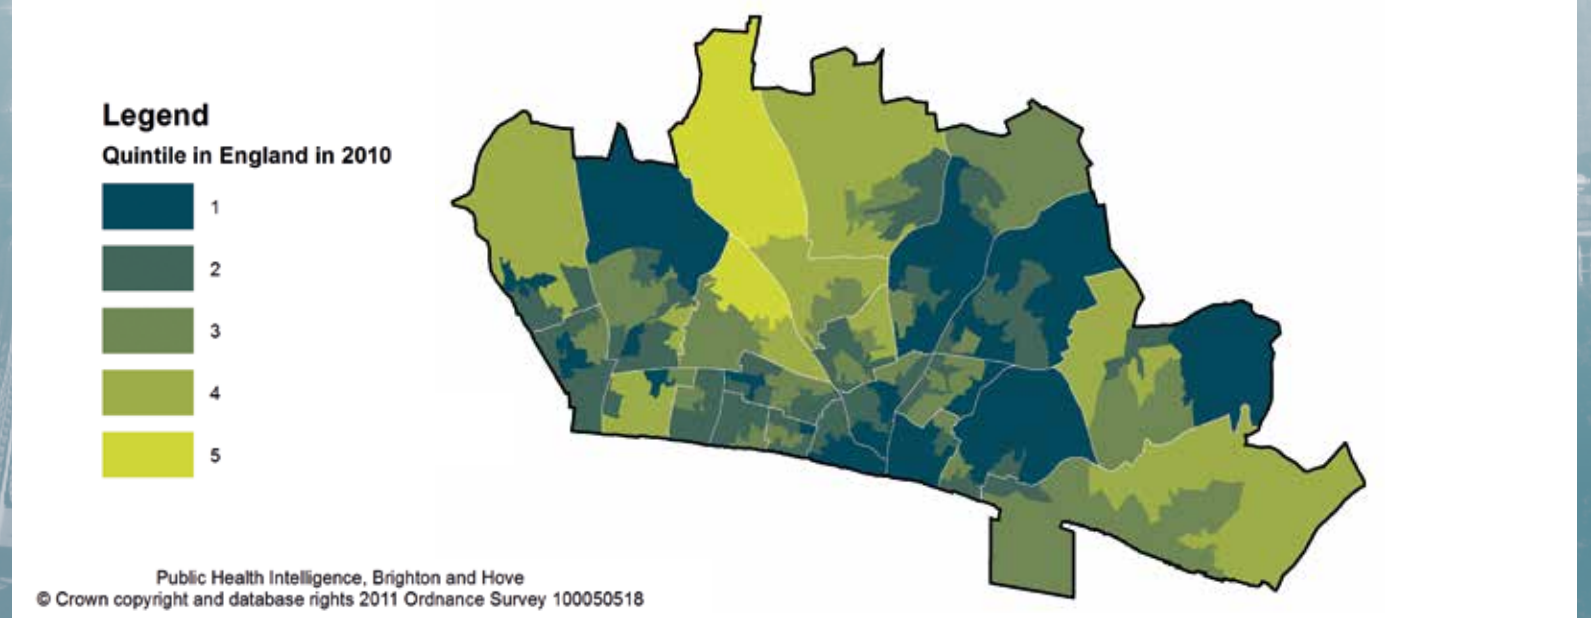 Legend
Quintile in England in 2010
1
2
3
4
5
Public Health Intelligence, Brighton and Hove
© Crown copyright and database rights 2011 Ordnance Survey 100050518